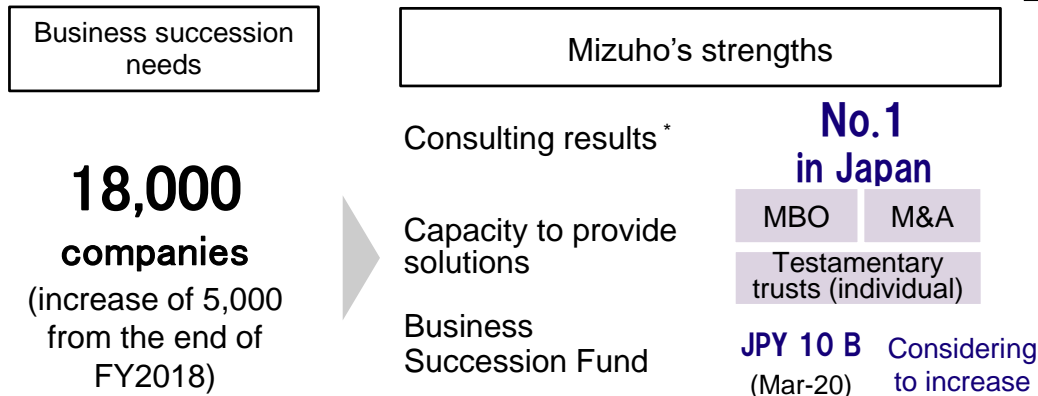 Business succession
needs
Mizuho's strengths
18,000
companies
(increase of 5,000
from the end of
FY2018)
Consulting results *
No.1
in Japan
Capacity to provide
solutions
MBO
M&A
Testamentary
trusts (individual)
Business
Succession Fund
JPY 10 B
(Mar-20)
Considering
to increase